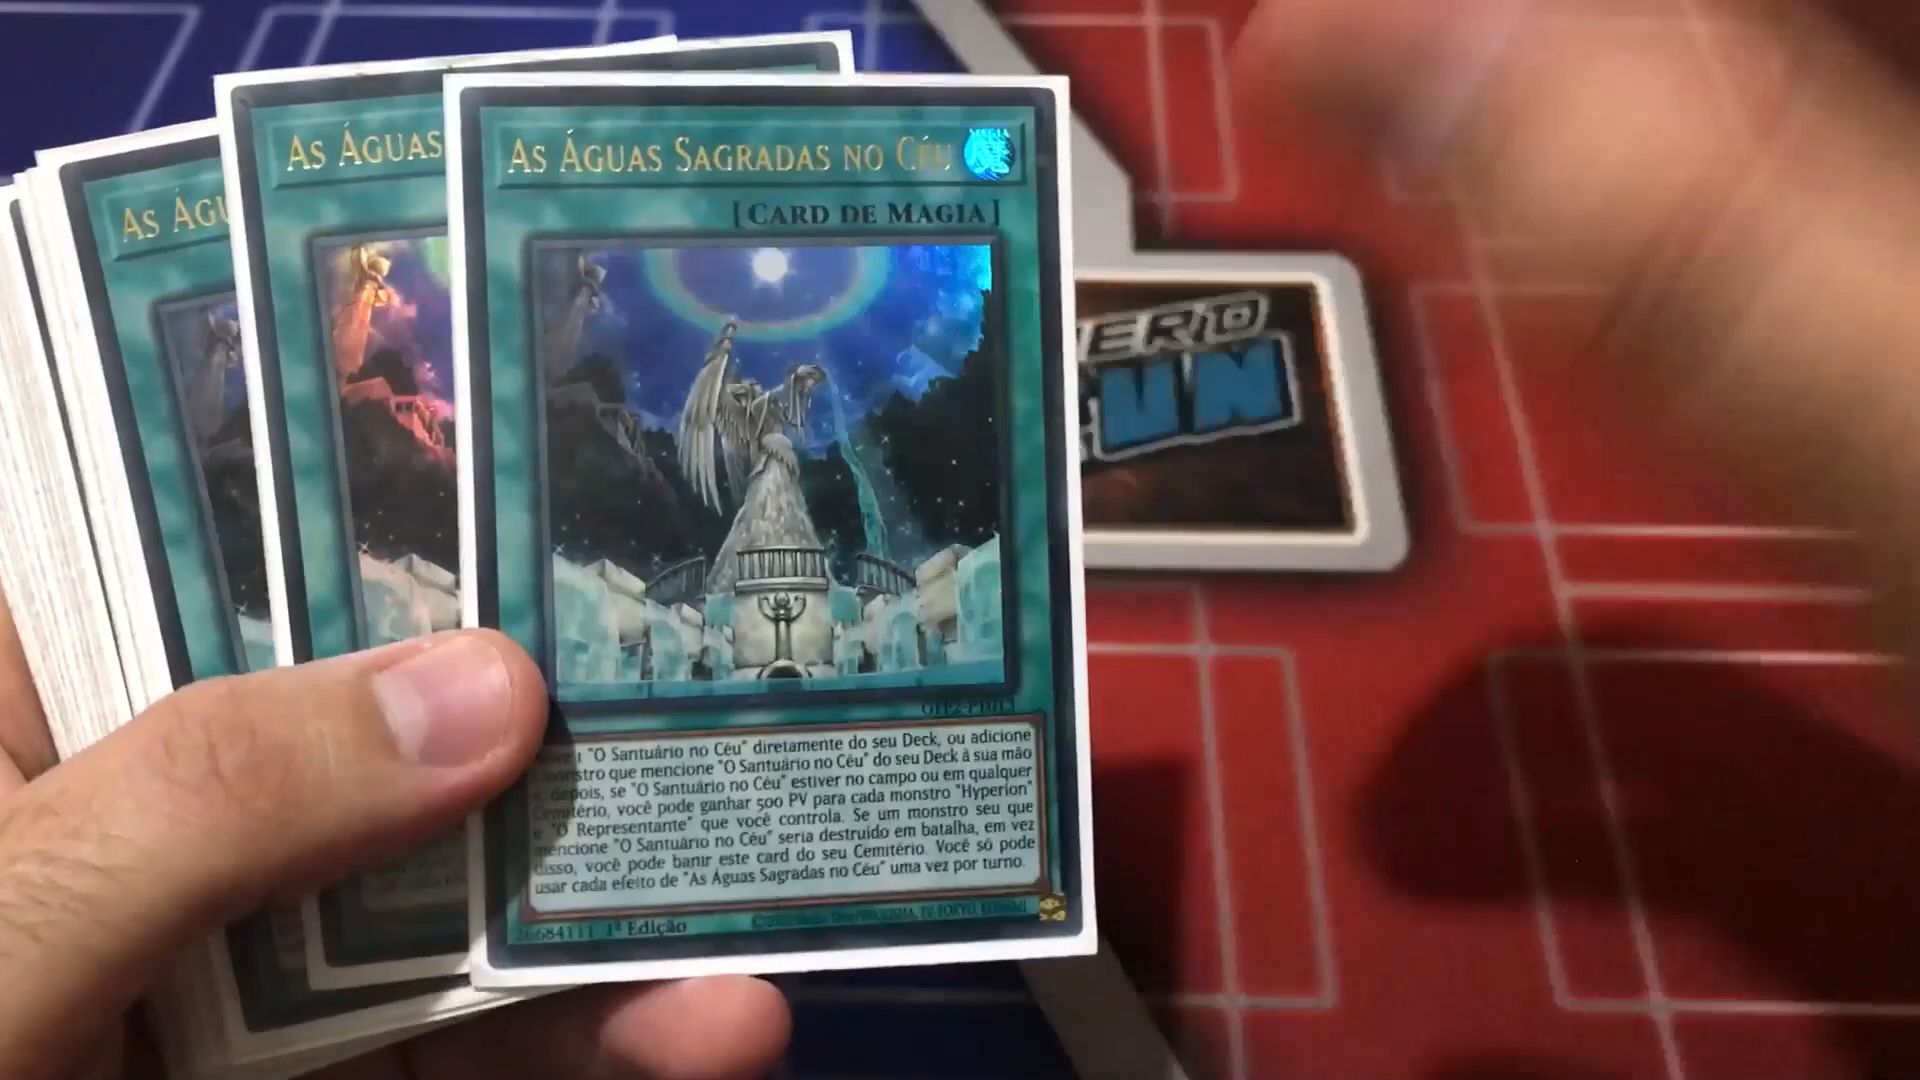 As Águas
As Águas Sagradas no Céu
[Card de Magia]
1 "O Santuário no Céu" diretamente do seu Deck, ou adicione
monstro que mencione "O Santuário no Céu" do seu Deck à sua mão
depois, se "O Santuário no Céu" estiver no campo ou em qualquer
Cemitério, você pode ganhar 500 PV para cada monstro "Hyperion"
e "O Representante" que você controla. Se um monstro seu que
mencione "O Santuário no Céu" seria destruído em batalha, em vez
disso, você pode banir este card do seu Cemitério. Você só pode
usar cada efeito de "As Águas Sagradas no Céu" uma vez por turno.
26684111 1ª Edição